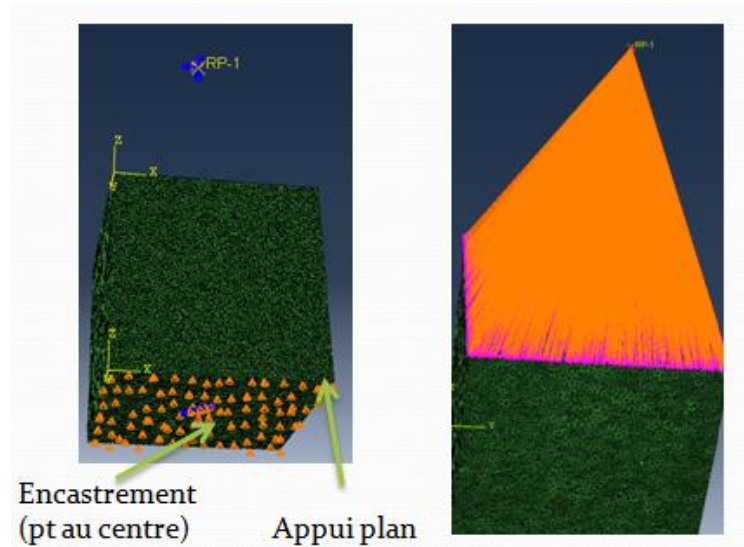 RP-1
RP-1
Z
X
Y
Z
X
Y
Encastrement
(pt au centre)
Appui plan